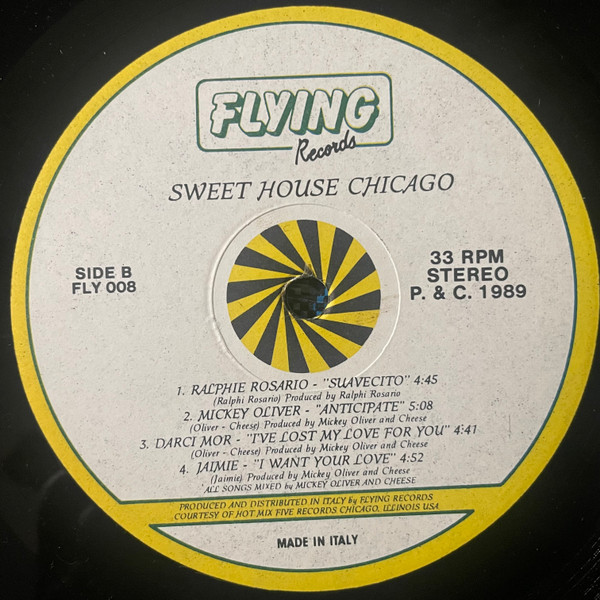 FLYING
Records
SWEET HOUSE CHICAGO
SIDE B
FLY 008
33 RPM
STEREO
P. & C. 1989
1. RALPHIE ROSARIO - "SUAVECITO" 4:45
(Ralphi Rosario) Produced by Ralphi Rosario
2. MICKEY OLIVER - "ANTICIPATE" 5:08
(Oliver - Cheese) Produced by Mickey Oliver and Cheese
3. DARCI MOR - "I'VE LOST MY LOVE FOR YOU" 4:41
(Oliver - Cheese) Produced by Mickey Oliver and Cheese
4. JAIMIE - "I WANT YOUR LOVE" 4:52
(Jaimie) Produced by Mickey Oliver and Cheese
ALL SONGS MIXED by MICKEY OLIVER AND CHEESE
PRODUCED AND DISTRIBUTED IN ITALY by FLYING RECORDS
COURTESY OF HOT MIX FIVE RECORDS CHICAGO, ILLINOIS USA
MADE IN ITALY